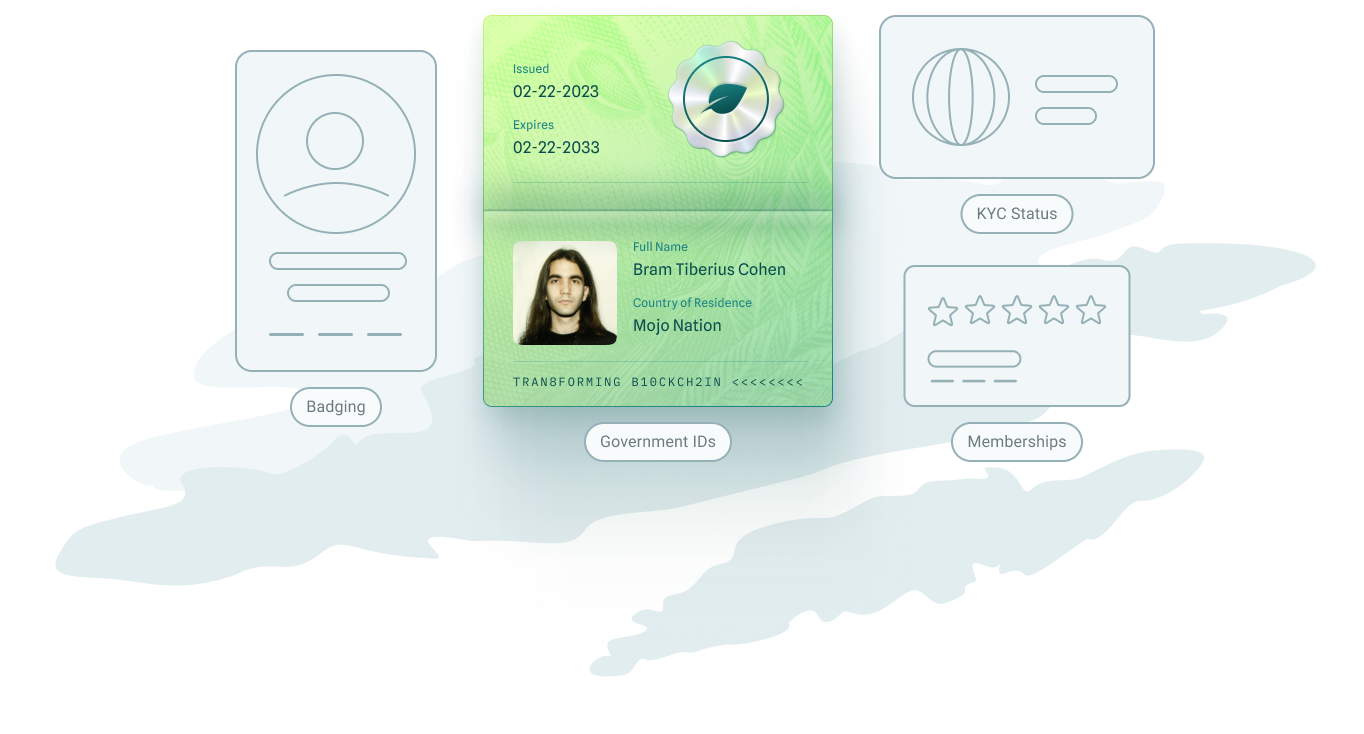 Issued
02-22-2023
Expires
02-22-2033
Full Name
Bram Tiberius Cohen
Country of Residence
Mojo Nation
TRAN8FORMING B10CKCH2IN <<<<<<<<
Badging
Government IDs
KYC Status
Memberships